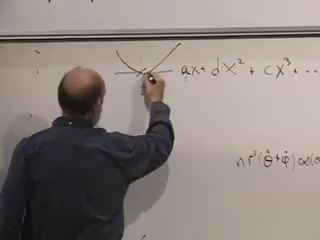 ax + dx² + cx³ + ...
mr²(θ̇ + φ̇) cos(